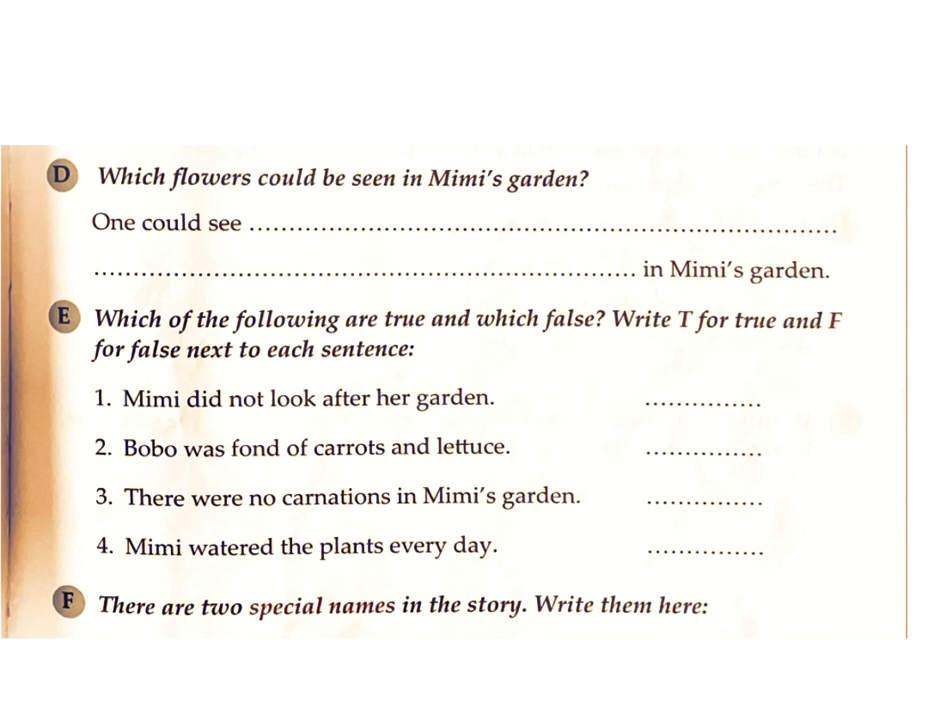 D Which flowers could be seen in Mimi's garden?
One could see ..........................................................................
.................................................................... in Mimi's garden.
E Which of the following are true and which false? Write T for true and F
for false next to each sentence:
1. Mimi did not look after her garden. ...............
2. Bobo was fond of carrots and lettuce. ...............
3. There were no carnations in Mimi's garden. ...............
4. Mimi watered the plants every day. ...............
F There are two special names in the story. Write them here: